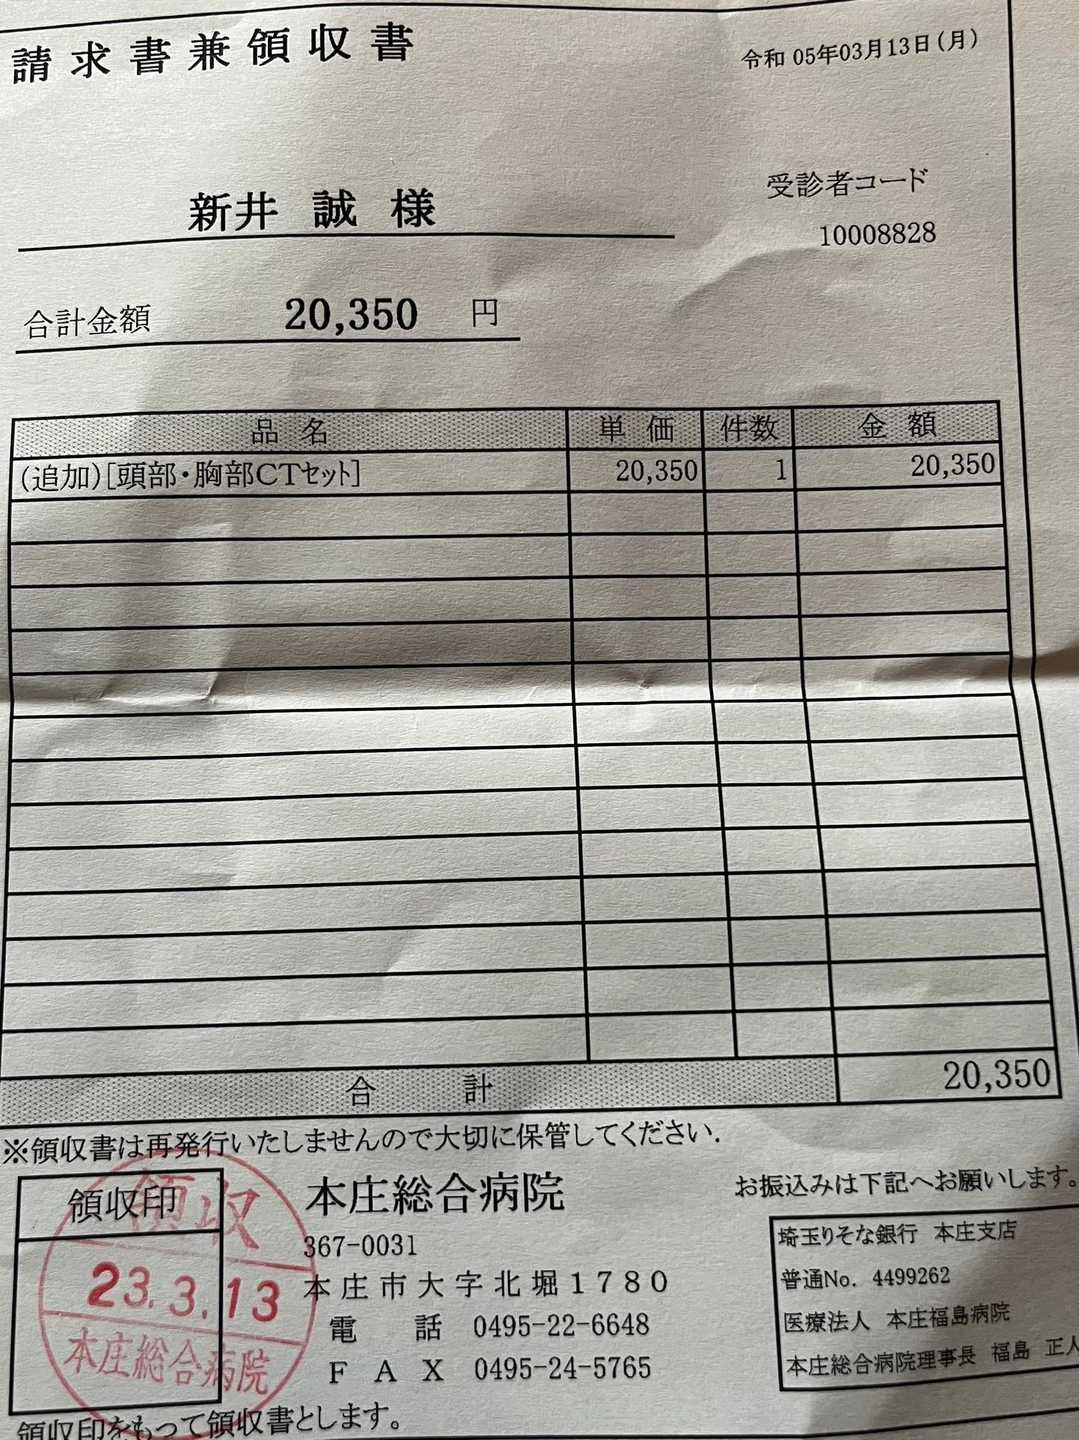 請求書兼領収書
令和 05年03月13日(月)
新井 誠 様
受診者コード
10008828
合計金額 20,350 円
品名 単価 件数 金額
(追加)[頭部・胸部CTセット] 20,350 1 20,350
合計 20,350
※領収書は再発行いたしませんので大切に保管してください.
領収印
領収
23.3.13
本庄総合病院
領収印をもって領収書とします。
本庄総合病院
367-0031
本庄市大字北堀1780
電話 0495-22-6648
FAX 0495-24-5765
お振込みは下記へお願いします。
埼玉りそな銀行 本庄支店
普通No. 4499262
医療法人 本庄福島病院
本庄総合病院理事長 福島 正人